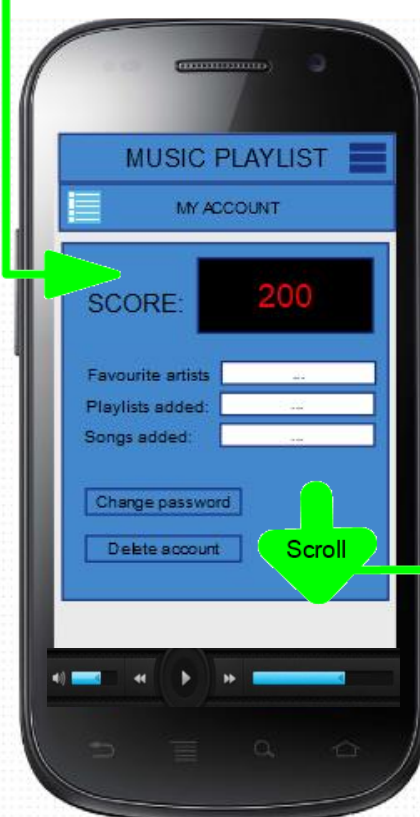 MUSIC PLAYLIST
MY ACCOUNT
SCORE: 200
Favourite artists ...
Playlists added: ...
Songs added: ...
Change password
Delete account
Scroll